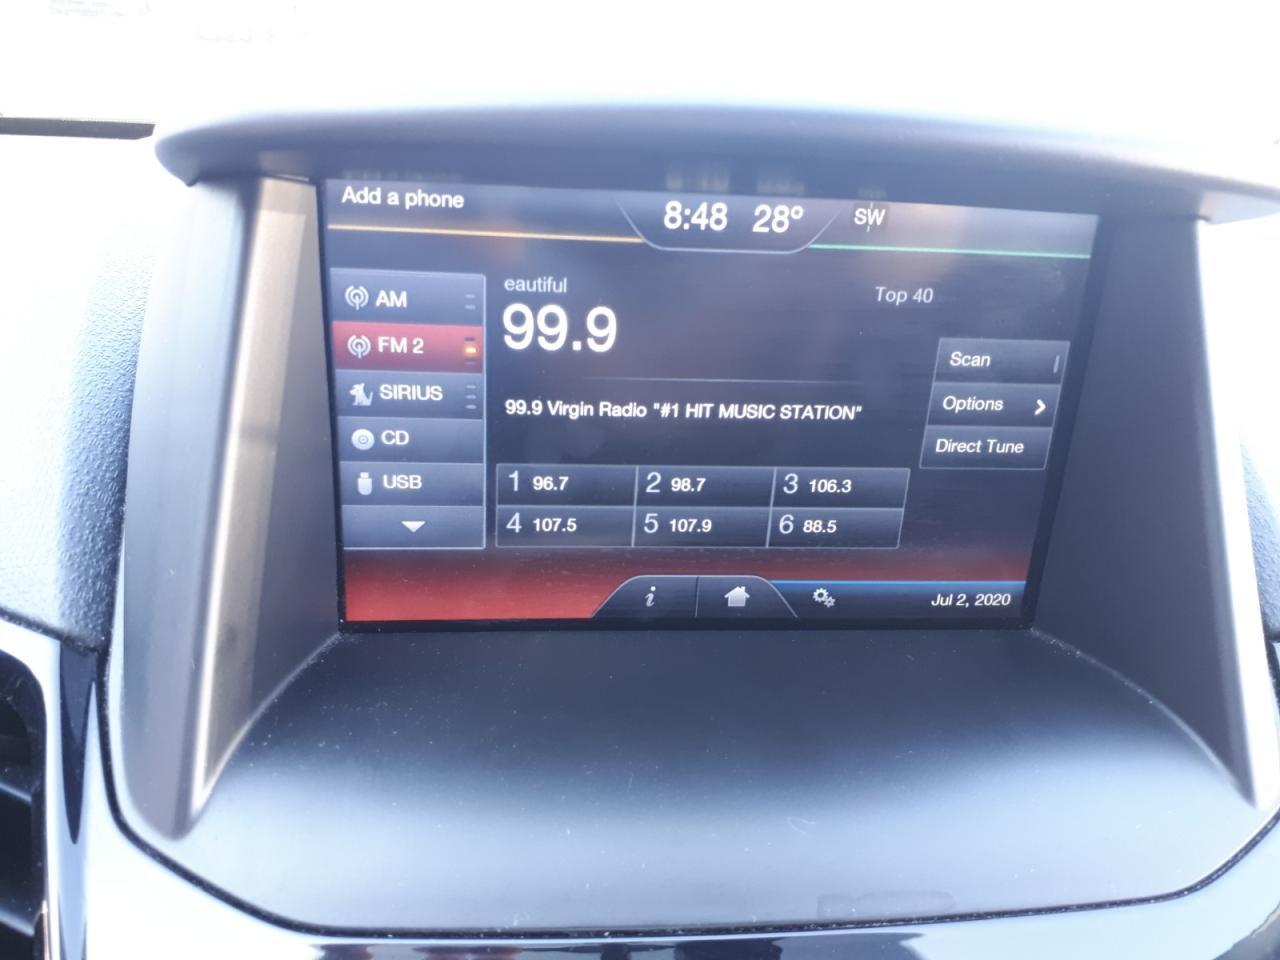 Add a phone
8:48 28° SW
AM
FM 2
SIRIUS
CD
USB
eautiful
99.9
Top 40
99.9 Virgin Radio "#1 HIT MUSIC STATION"
Scan
Options
Direct Tune
1 96.7 2 98.7 3 106.3
4 107.5 5 107.9 6 88.5
i
Jul 2, 2020